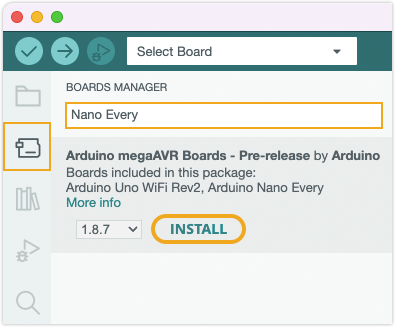 Select Board
BOARDS MANAGER
Nano Every
Arduino megaAVR Boards - Pre-release by Arduino
Boards included in this package:
Arduino Uno WiFi Rev2, Arduino Nano Every
More info
1.8.7
INSTALL